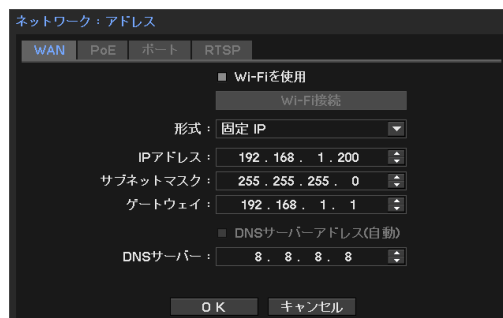 ネットワーク：アドレス
WAN PoE ポート RTSP
Wi-Fiを使用
Wi-Fi接続
形式： 固定 IP
IPアドレス： 192 . 168 . 1 . 200
サブネットマスク： 255 . 255 . 255 . 0
ゲートウェイ： 192 . 168 . 1 . 1
DNSサーバーアドレス(自動)
DNSサーバー： 8 . 8 . 8 . 8
OK キャンセル